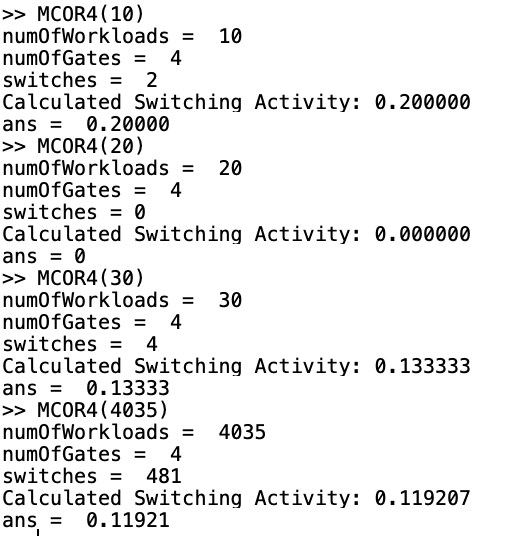 >> MCOR4(10)
numOfWorkloads =  10
numOfGates =  4
switches =  2
Calculated Switching Activity: 0.200000
ans =  0.20000
>> MCOR4(20)
numOfWorkloads =  20
numOfGates =  4
switches = 0
Calculated Switching Activity: 0.000000
ans = 0
>> MCOR4(30)
numOfWorkloads =  30
numOfGates =  4
switches =  4
Calculated Switching Activity: 0.133333
ans =  0.13333
>> MCOR4(4035)
numOfWorkloads =  4035
numOfGates =  4
switches =  481
Calculated Switching Activity: 0.119207
ans =  0.11921